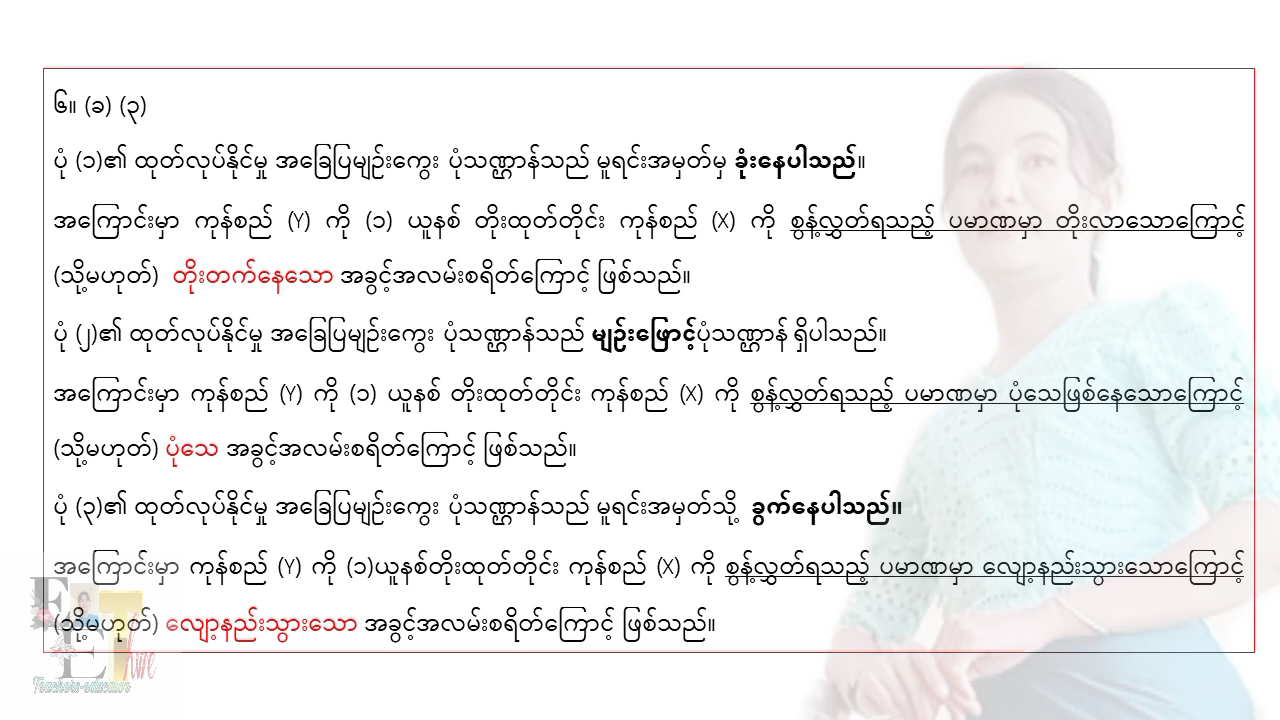 ၆။ (ခ) (၃)
ပုံ (၁)၏ ထုတ်လုပ်နိုင်မှု အခြေပြမျဉ်းကွေး ပုံသဏ္ဌာန်သည် မူရင်းအမှတ်မှ ခုံးနေပါသည်။
အကြောင်းမှာ ကုန်စည် (Y) ကို (၁) ယူနစ် တိုးထုတ်တိုင်း ကုန်စည် (X) ကို စွန့်လွှတ်ရသည့် ပမာဏမှာ တိုးလာသောကြောင့်
(သို့မဟုတ်) တိုးတက်နေသော အခွင့်အလမ်းစရိတ်ကြောင့် ဖြစ်သည်။
ပုံ (၂)၏ ထုတ်လုပ်နိုင်မှု အခြေပြမျဉ်းကွေး ပုံသဏ္ဌာန်သည် မျဉ်းဖြောင့်ပုံသဏ္ဌာန် ရှိပါသည်။
အကြောင်းမှာ ကုန်စည် (Y) ကို (၁) ယူနစ် တိုးထုတ်တိုင်း ကုန်စည် (X) ကို စွန့်လွှတ်ရသည့် ပမာဏမှာ ပုံသေဖြစ်နေသောကြောင့်
(သို့မဟုတ်) ပုံသေ အခွင့်အလမ်းစရိတ်ကြောင့် ဖြစ်သည်။
ပုံ (၃)၏ ထုတ်လုပ်နိုင်မှု အခြေပြမျဉ်းကွေး ပုံသဏ္ဌာန်သည် မူရင်းအမှတ်သို့ ခွက်နေပါသည်။
အကြောင်းမှာ ကုန်စည် (Y) ကို (၁)ယူနစ်တိုးထုတ်တိုင်း ကုန်စည် (X) ကို စွန့်လွှတ်ရသည့် ပမာဏမှာ လျော့နည်းသွားသောကြောင့်
(သို့မဟုတ်) လျော့နည်းသွားသော အခွင့်အလမ်းစရိတ်ကြောင့် ဖြစ်သည်။